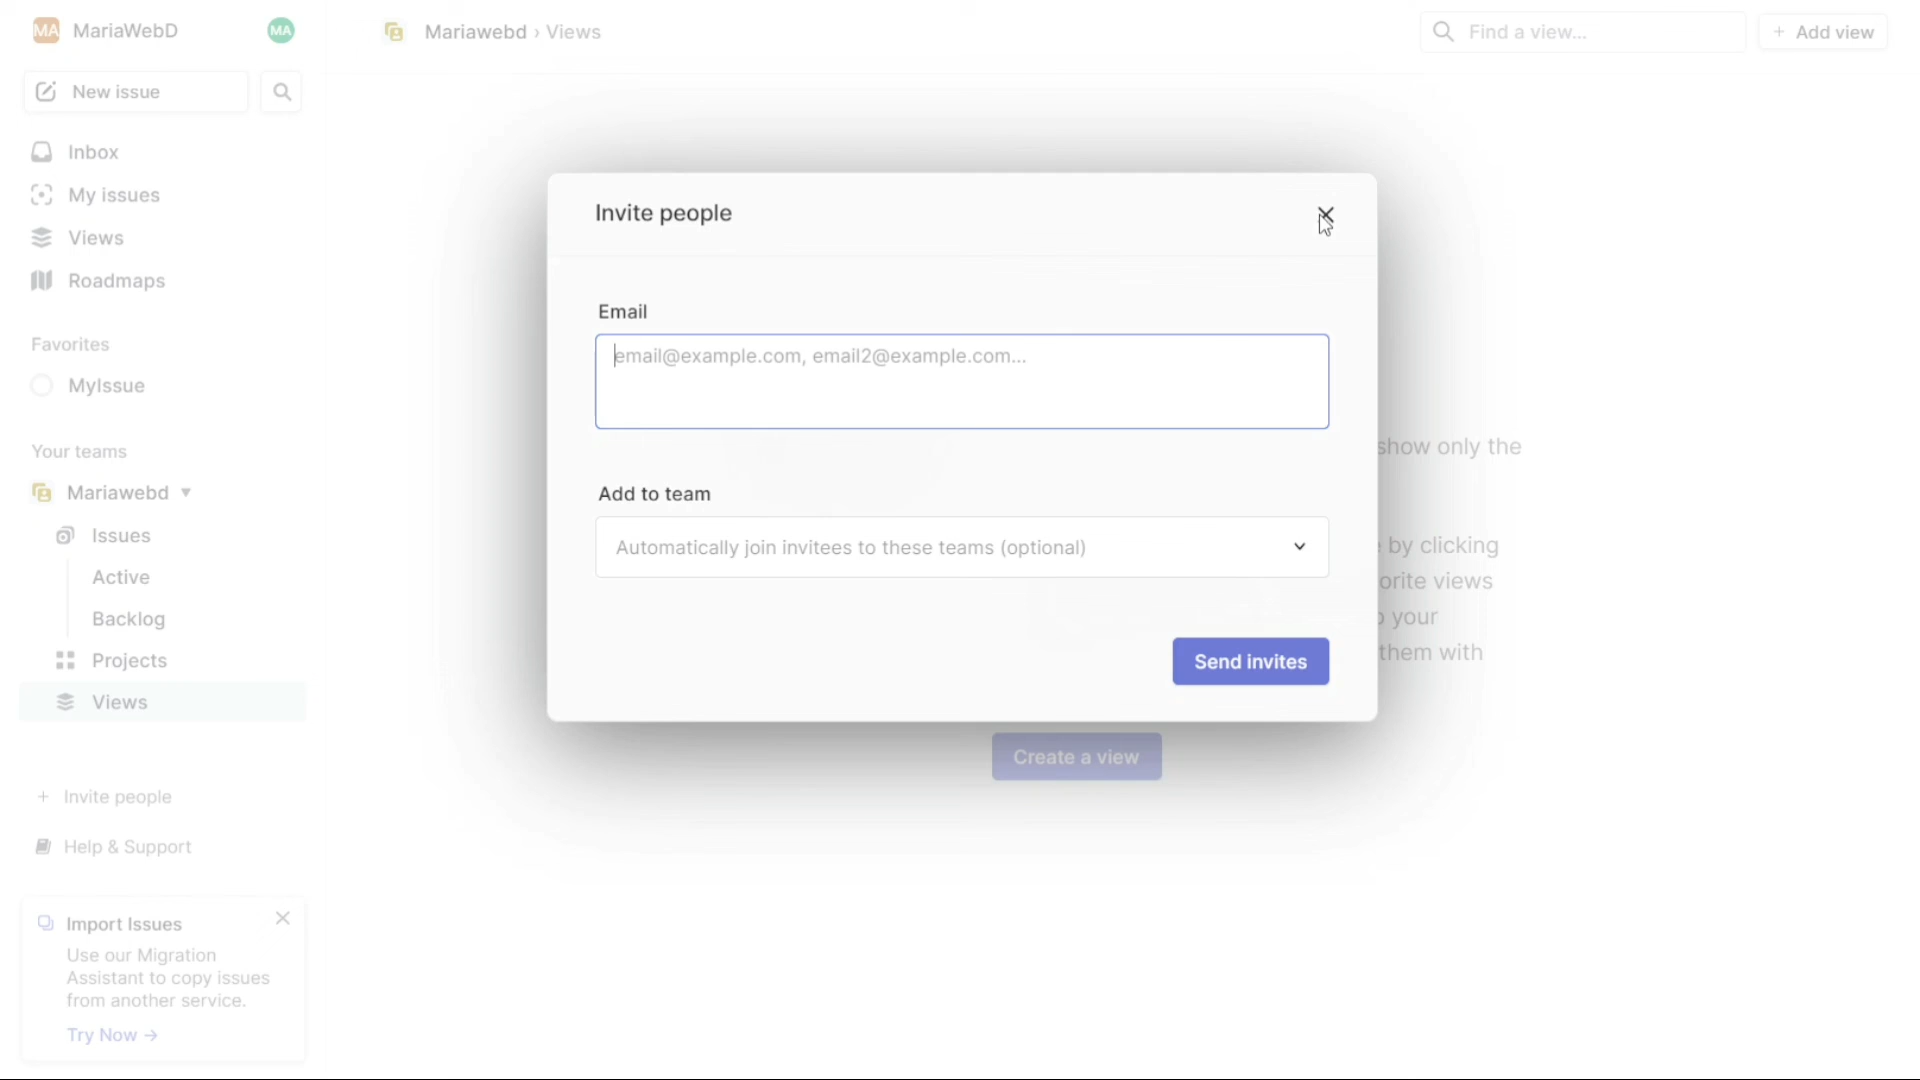 MA MariaWebD MA
Mariawebd › Views
Find a view...
+ Add view
New issue
Inbox
My issues
Views
Roadmaps
Favorites
MyIssue
Your teams
Mariawebd
Issues
Active
Backlog
Projects
Views
+ Invite people
Help & Support
Import Issues
Use our Migration
Assistant to copy issues
from another service.
Try Now →
Invite people
Email
email@example.com, email2@example.com...
Add to team
Automatically join invitees to these teams (optional)
Send invites
show only the
by clicking
orite views
your
them with
Create a view